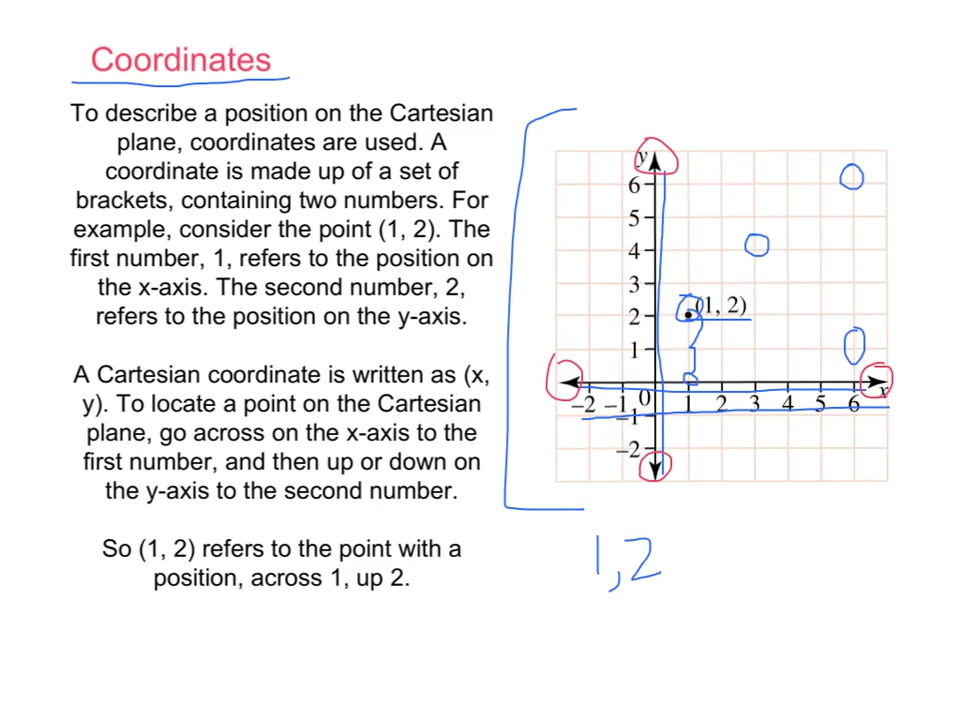 Coordinates
To describe a position on the Cartesian
plane, coordinates are used. A
coordinate is made up of a set of
brackets, containing two numbers. For
example, consider the point (1, 2). The
first number, 1, refers to the position on
the x-axis. The second number, 2,
refers to the position on the y-axis.
A Cartesian coordinate is written as (x,
y). To locate a point on the Cartesian
plane, go across on the x-axis to the
first number, and then up or down on
the y-axis to the second number.
So (1, 2) refers to the point with a
position, across 1, up 2.
y
6
5
4
3
2
(1, 2)
1
x
–2 –1 0 1 2 3 4 5 6
–1
–2
1,2